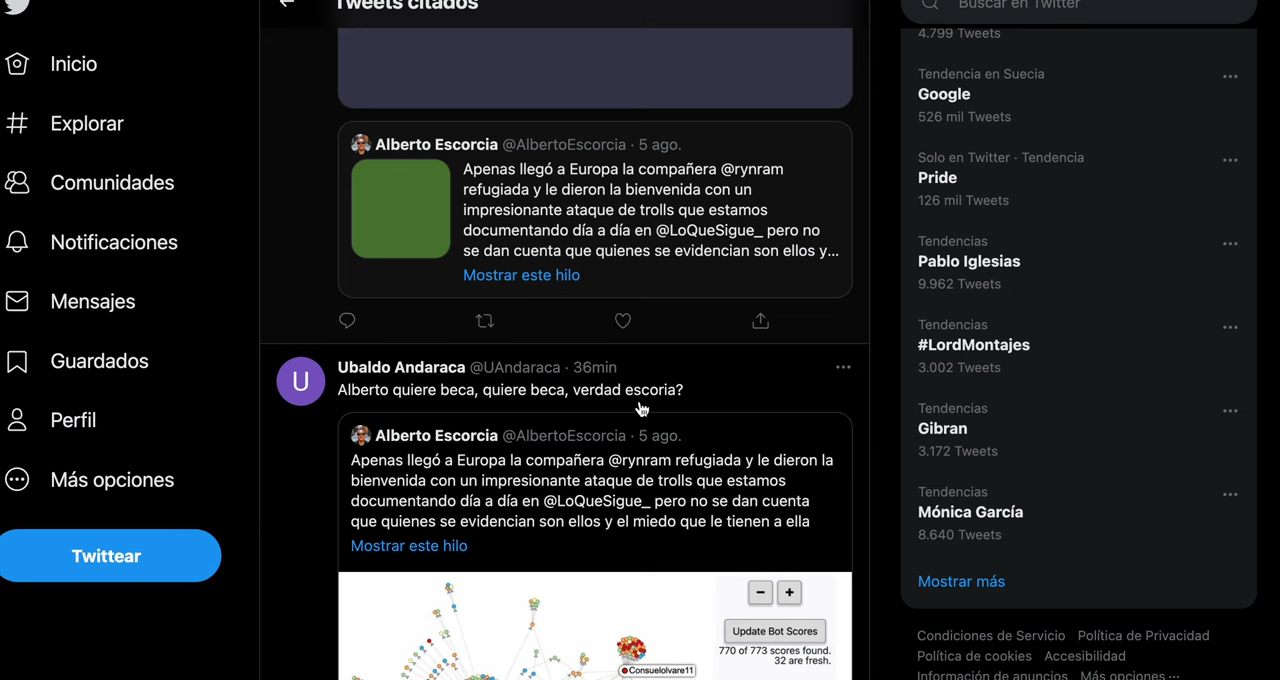 Tweets citados
Buscar en Twitter
Inicio
Explorar
Comunidades
Notificaciones
Mensajes
Guardados
Perfil
Más opciones
Twittear
Alberto Escorcia @AlbertoEscorcia · 5 ago.
Apenas llegó a Europa la compañera @rynram
refugiada y le dieron la bienvenida con un
impresionante ataque de trolls que estamos
documentando día a día en @LoQueSigue_ pero no
se dan cuenta que quienes se evidencian son ellos y...
Mostrar este hilo
U
Ubaldo Andaraca @UAndaraca · 36min
Alberto quiere beca, quiere beca, verdad escoria?
Alberto Escorcia @AlbertoEscorcia · 5 ago.
Apenas llegó a Europa la compañera @rynram refugiada y le dieron la
bienvenida con un impresionante ataque de trolls que estamos
documentando día a día en @LoQueSigue_ pero no se dan cuenta
que quienes se evidencian son ellos y el miedo que le tienen a ella
Mostrar este hilo
− +
Update Bot Scores
770 of 773 scores found.
32 are fresh.
Consuelolvare11
4.799 Tweets
Tendencia en Suecia
Google
526 mil Tweets
Solo en Twitter · Tendencia
Pride
126 mil Tweets
Tendencias
Pablo Iglesias
9.962 Tweets
Tendencias
#LordMontajes
3.002 Tweets
Tendencias
Gibran
3.172 Tweets
Tendencias
Mónica García
8.640 Tweets
Mostrar más
Condiciones de Servicio Política de Privacidad
Política de cookies Accesibilidad
Información de anuncios Más opciones ···